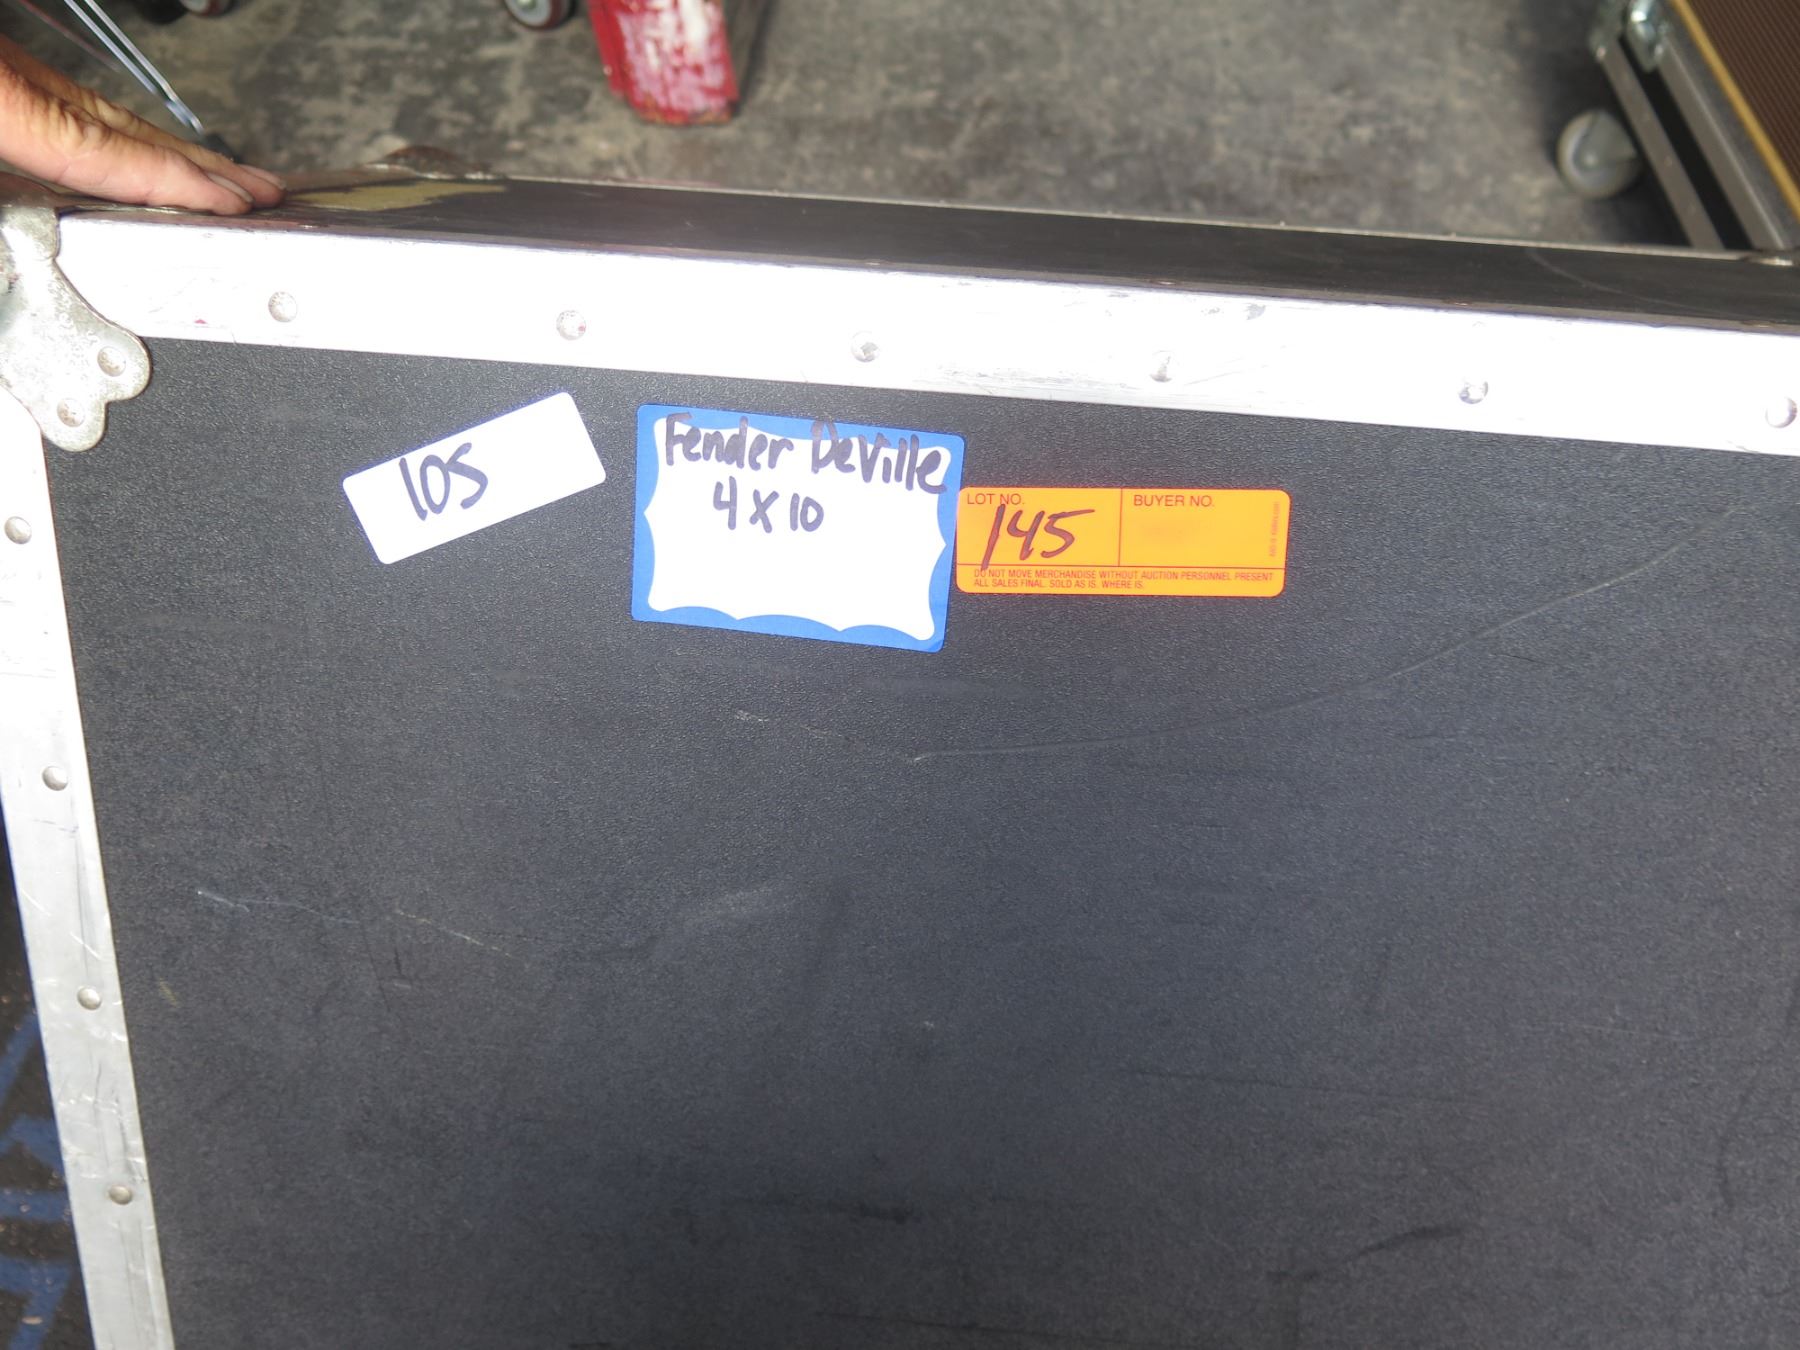 105
Fender DeVille
4 X 10
LOT NO.
145
BUYER NO.
DO NOT MOVE MERCHANDISE WITHOUT AUCTION PERSONNEL PRESENT
ALL SALES FINAL. SOLD AS IS. WHERE IS.